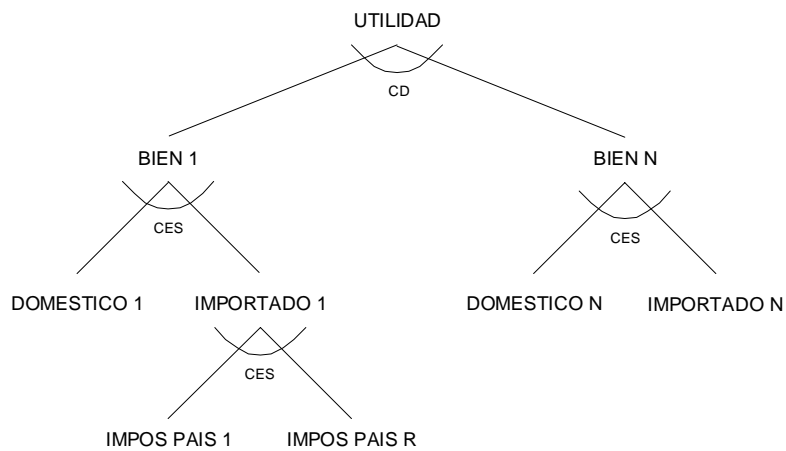 UTILIDAD
CD
BIEN 1
BIEN N
CES
CES
DOMESTICO 1
IMPORTADO 1
DOMESTICO N
IMPORTADO N
CES
IMPOS PAIS 1
IMPOS PAIS R